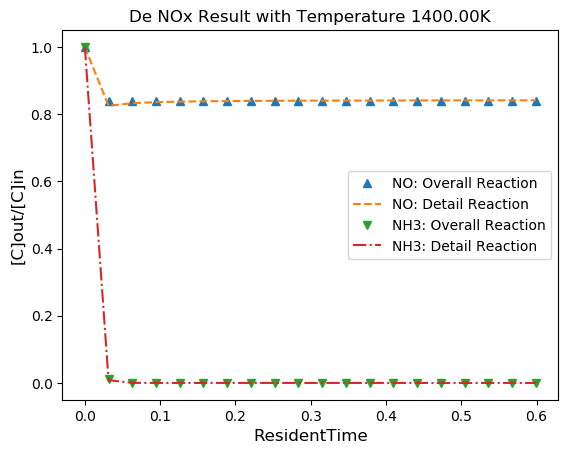 De NOx Result with Temperature 1400.00K
1.0
0.8
0.6
0.4
0.2
0.0
[C]out/[C]in
NO: Overall Reaction
NO: Detail Reaction
NH3: Overall Reaction
NH3: Detail Reaction
0.0 0.1 0.2 0.3 0.4 0.5 0.6
ResidentTime